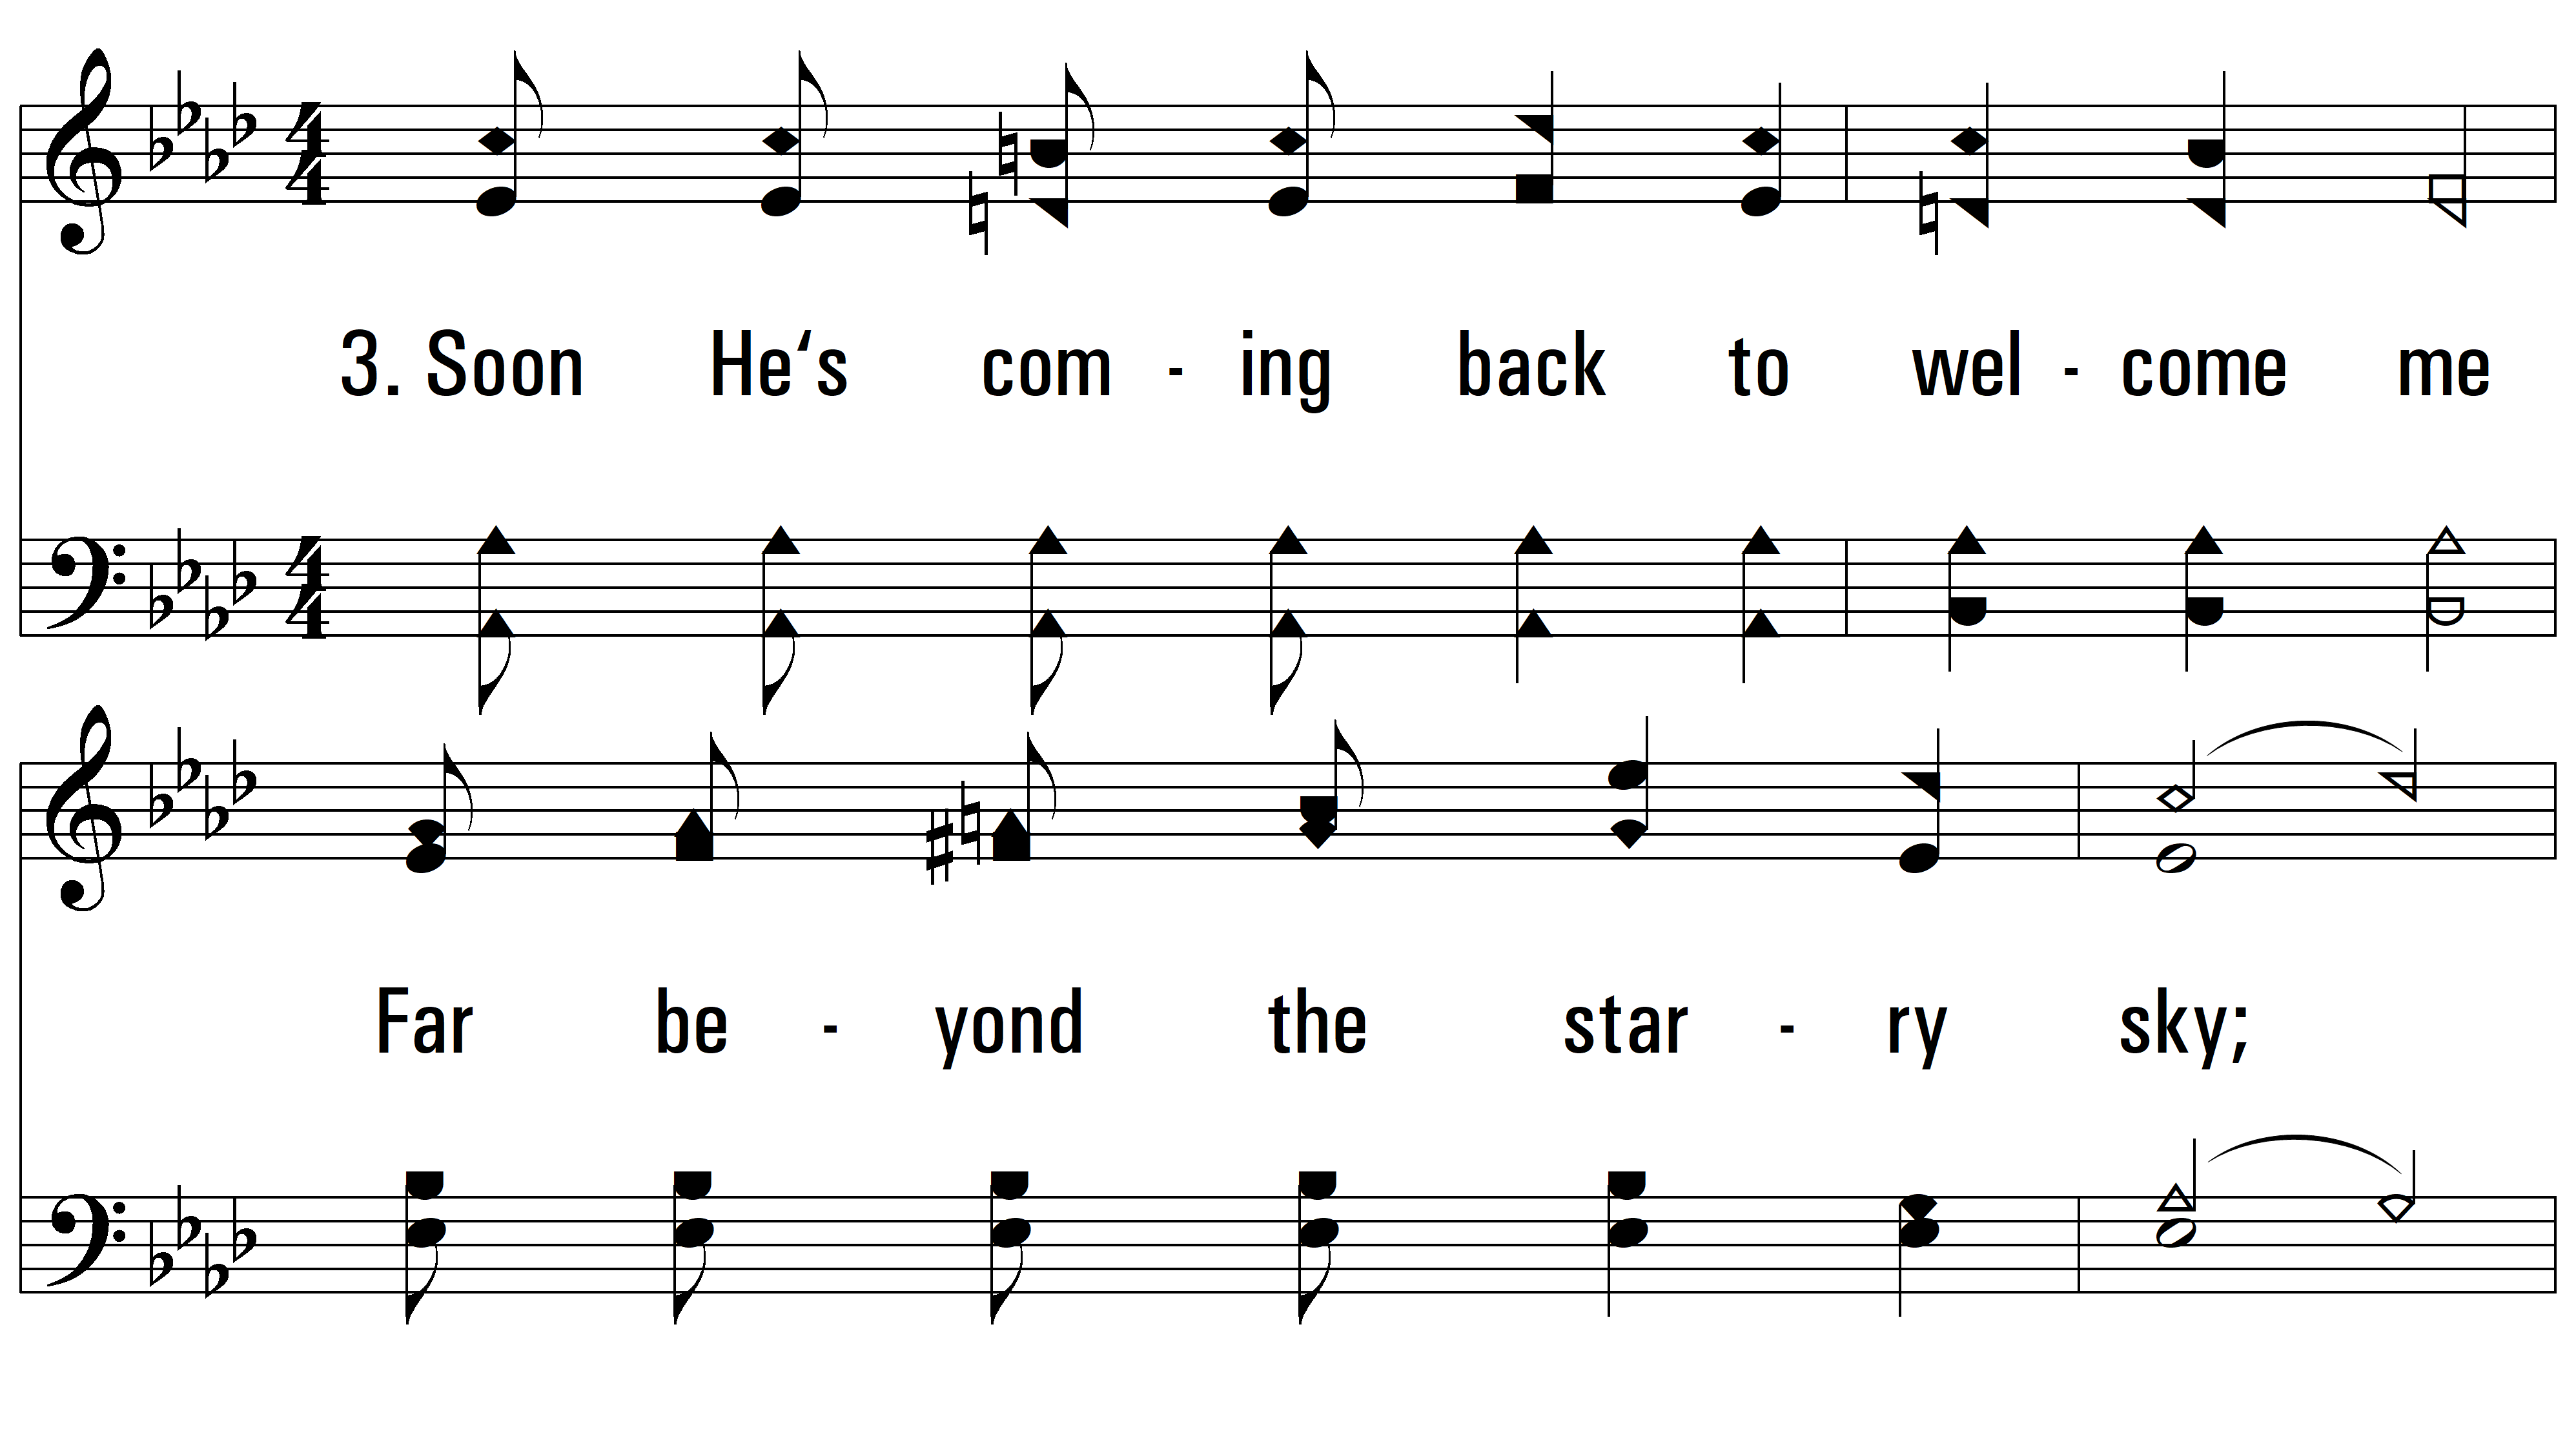 3. Soon He‘s com - ing back to wel - come me
Far be - yond the star - ry sky;